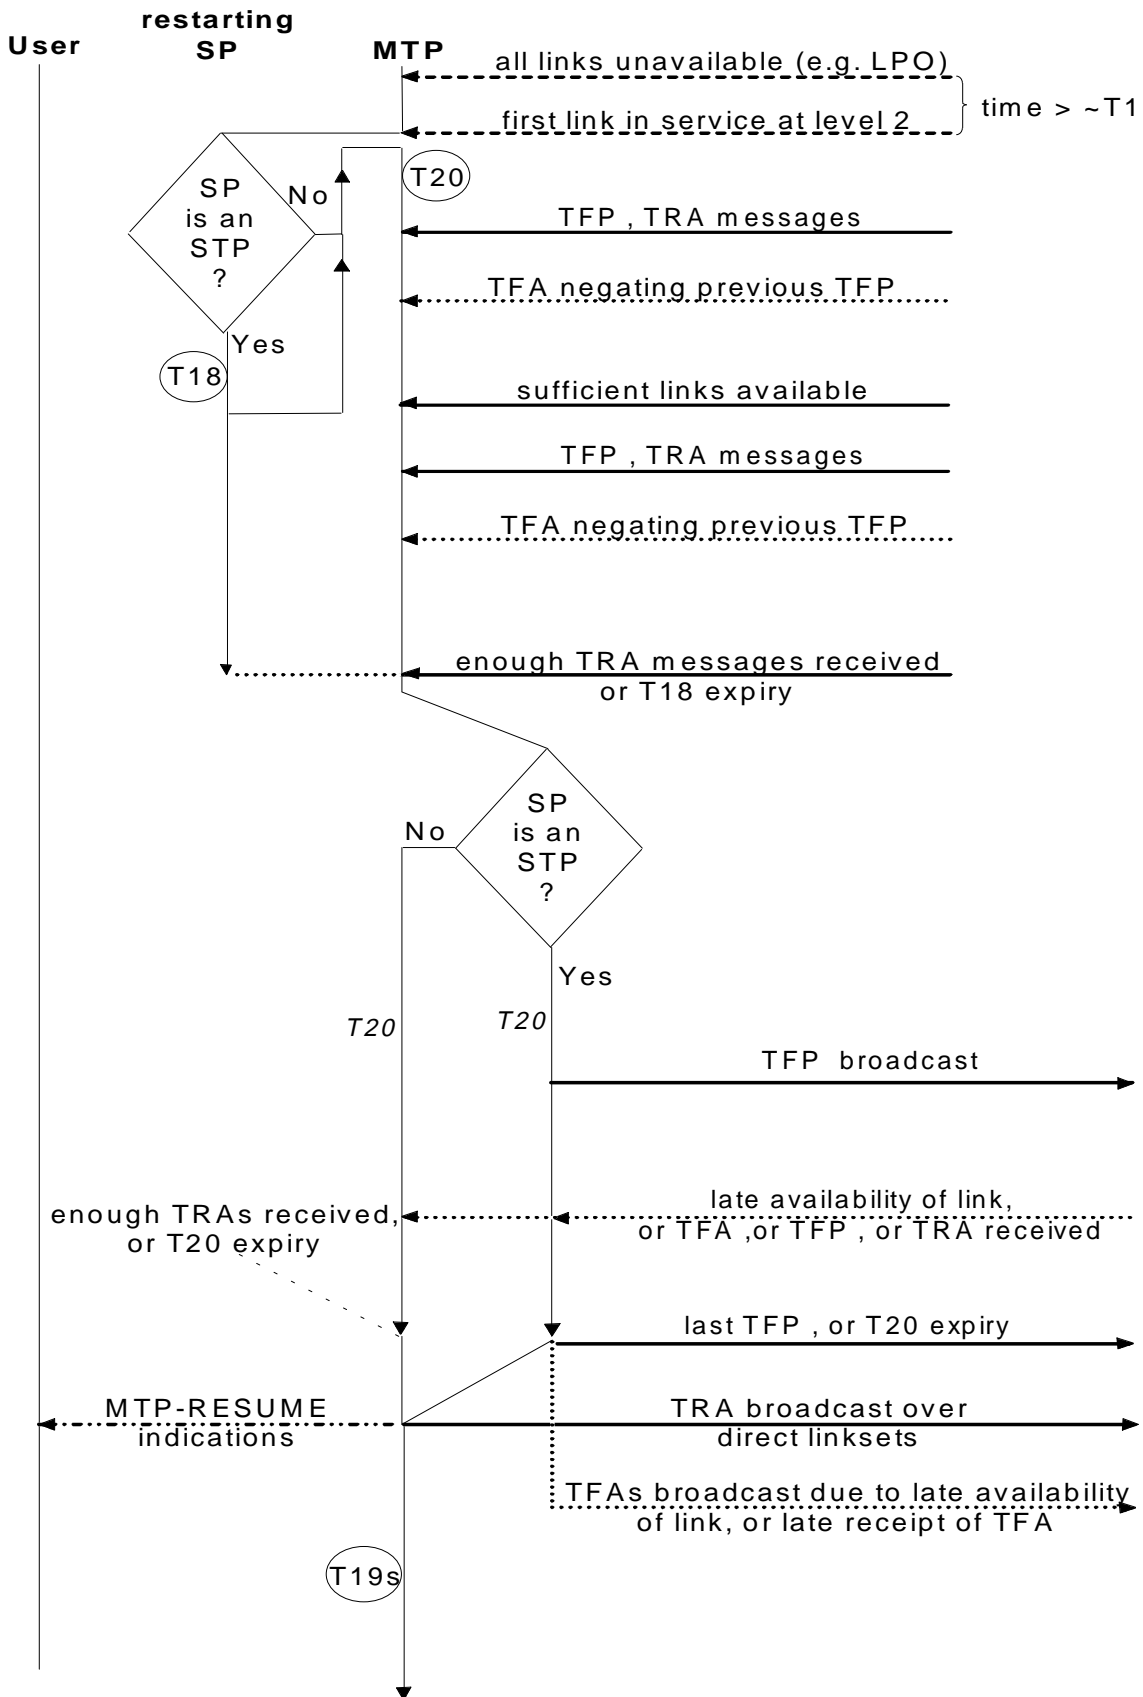 restarting
User SP MTP
all links unavailable (e.g. LPO)
time > ~T1
first link in service at level 2
T20
SP
is an
STP
?
No
TFP , TRA messages
TFA negating previous TFP
Yes
T18
sufficient links available
TFP , TRA messages
TFA negating previous TFP
enough TRA messages received
or T18 expiry
SP
is an
STP
?
No
Yes
T20
T20
TFP broadcast
late availability of link,
or TFA ,or TFP , or TRA received
enough TRAs received,
or T20 expiry
last TFP , or T20 expiry
MTP-RESUME
indications
TRA broadcast over
direct linksets
TFAs broadcast due to late availability
of link, or late receipt of TFA
T19s